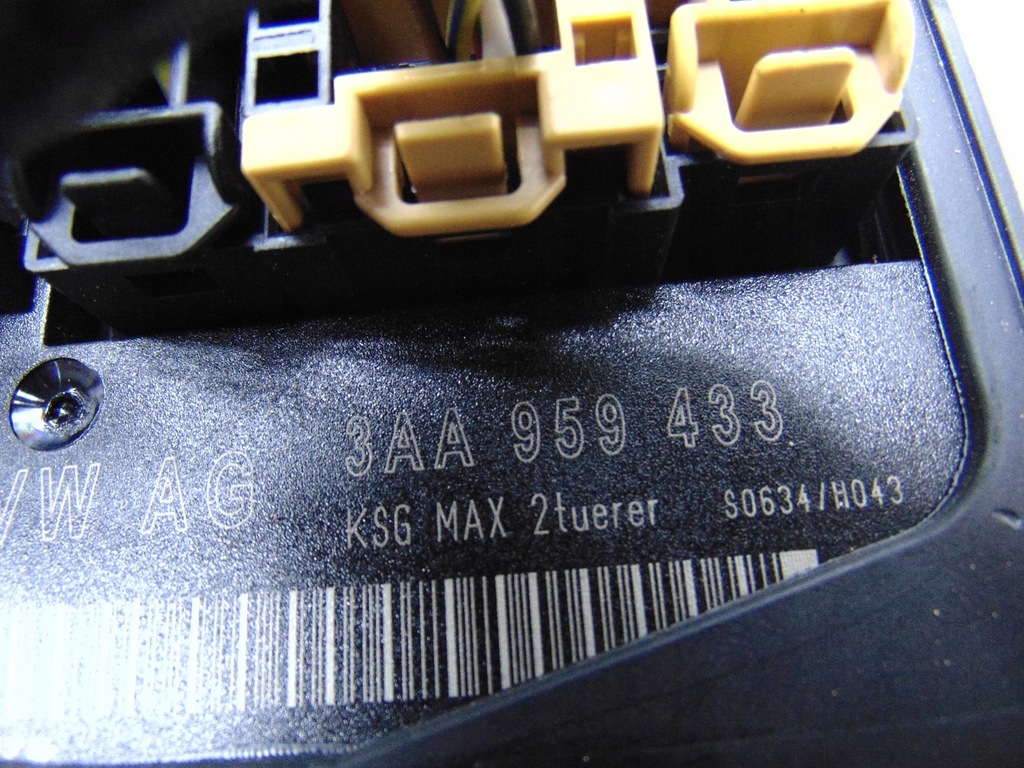 VW AG 3AA 959 433
KSG MAX 2tuerer S0634/H043